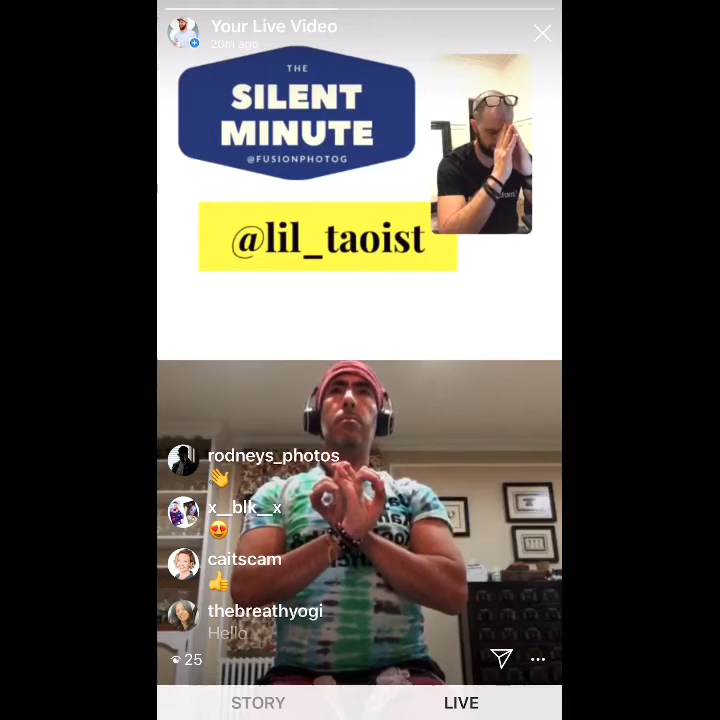 Your Live Video
20m ago
THE
SILENT
MINUTE
@FUSIONPHOTOG
@lil_taoist
rodneys_photos
👋
x__blk__x
😍
caitscam
👍
thebreathyogi
Hello
25
STORY
LIVE